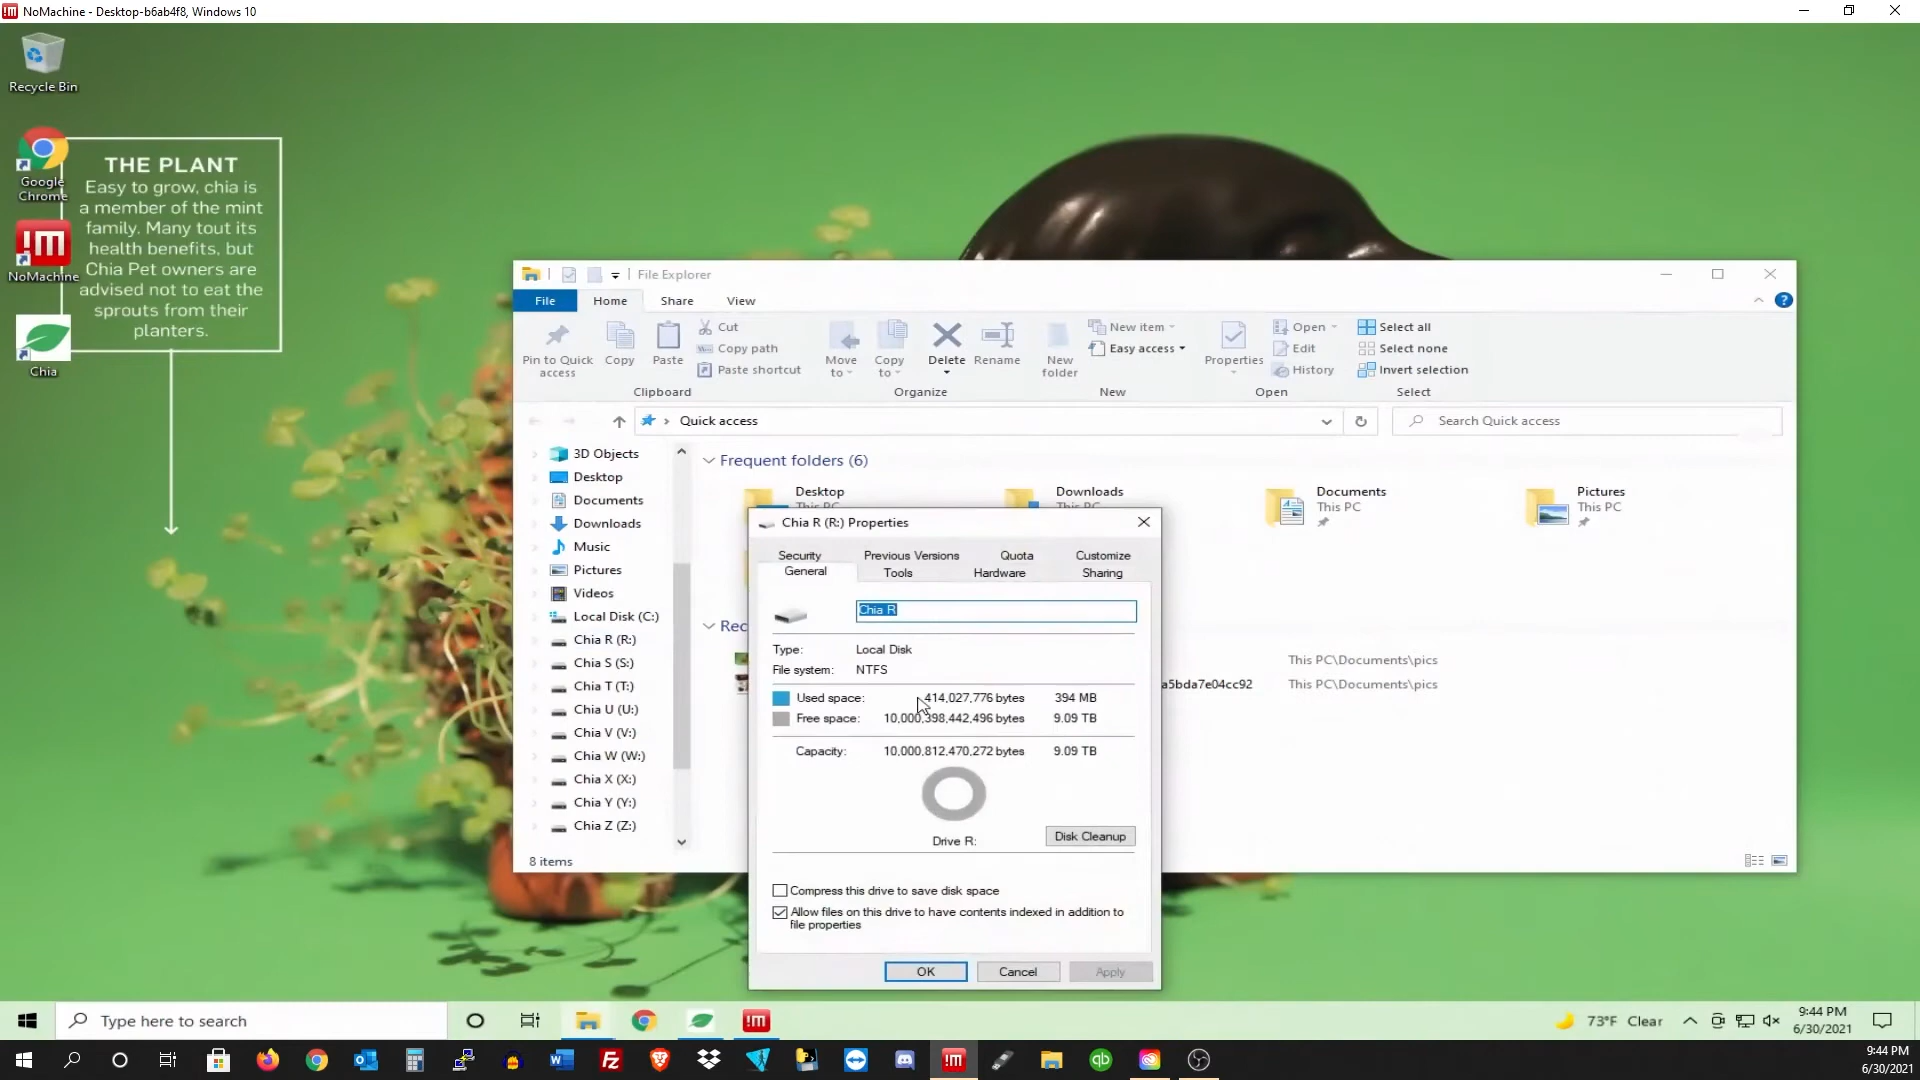 NoMachine - Desktop-b6ab4f8, Windows 10
Recycle Bin
Google
Chrome
NoMachine
Chia
THE PLANT
Easy to grow, chia is
a member of the mint
family. Many tout its
health benefits, but
Chia Pet owners are
advised not to eat the
sprouts from their
planters.
File Explorer
File
Home
Share
View
Pin to Quick
access
Copy
Paste
Cut
Copy path
Paste shortcut
Clipboard
Move
to
Copy
to
Delete
Rename
Organize
New
folder
New item
Easy access
New
Properties
Open
Edit
History
Open
Select all
Select none
Invert selection
Select
Quick access
Search Quick access
3D Objects
Desktop
Documents
Downloads
Music
Pictures
Videos
Local Disk (C:)
Chia R (R:)
Chia S (S:)
Chia T (T:)
Chia U (U:)
Chia V (V:)
Chia W (W:)
Chia X (X:)
Chia Y (Y:)
Chia Z (Z:)
8 items
Frequent folders (6)
Desktop
This PC
Downloads
This PC
Documents
This PC
Pictures
This PC
Rec
This PC\Documents\pics
a5bda7e04cc92
This PC\Documents\pics
Chia R (R:) Properties
Security
Previous Versions
Quota
Customize
General
Tools
Hardware
Sharing
Chia R
Type: Local Disk
File system: NTFS
Used space: 414,027,776 bytes 394 MB
Free space: 10,000,398,442,496 bytes 9.09 TB
Capacity: 10,000,812,470,272 bytes 9.09 TB
Drive R:
Disk Cleanup
Compress this drive to save disk space
Allow files on this drive to have contents indexed in addition to
file properties
OK
Cancel
Apply
Type here to search
73°F Clear
9:44 PM
6/30/2021
9:44 PM
6/30/2021